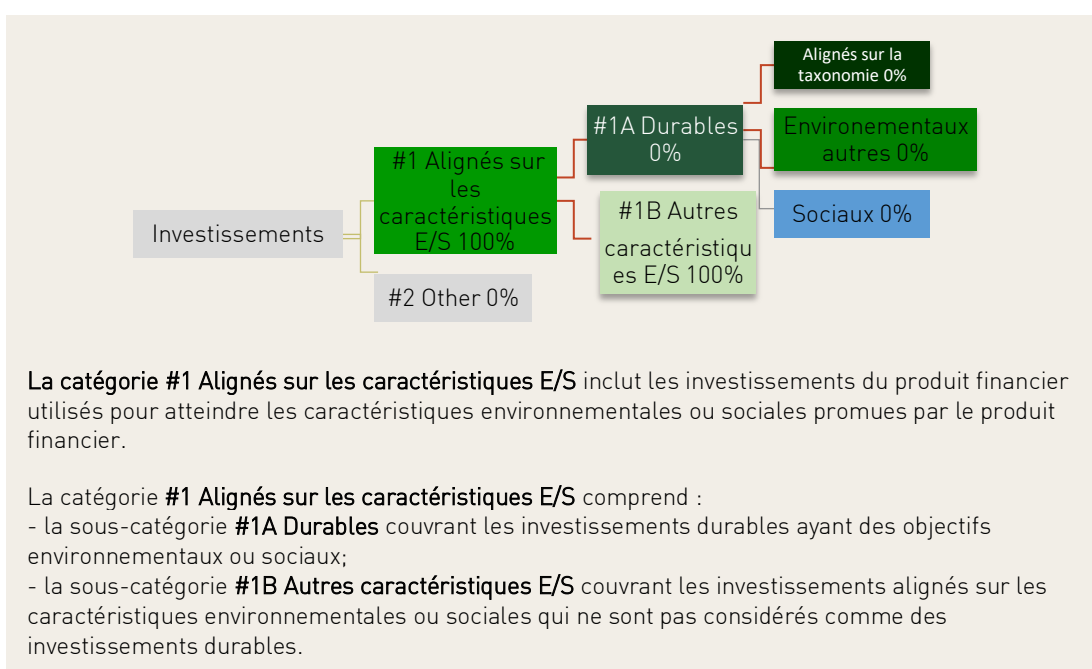 Alignés sur la
taxonomie 0%
#1A Durables
0%
Environementaux
autres 0%
#1 Alignés sur
les
caractéristiques
E/S 100%
#1B Autres
caractéristiqu
es E/S 100%
Sociaux 0%
Investissements
#2 Other 0%
La catégorie #1 Alignés sur les caractéristiques E/S inclut les investissements du produit financier
utilisés pour atteindre les caractéristiques environnementales ou sociales promues par le produit
financier.
La catégorie #1 Alignés sur les caractéristiques E/S comprend :
- la sous-catégorie #1A Durables couvrant les investissements durables ayant des objectifs
environnementaux ou sociaux;
- la sous-catégorie #1B Autres caractéristiques E/S couvrant les investissements alignés sur les
caractéristiques environnementales ou sociales qui ne sont pas considérés comme des
investissements durables.